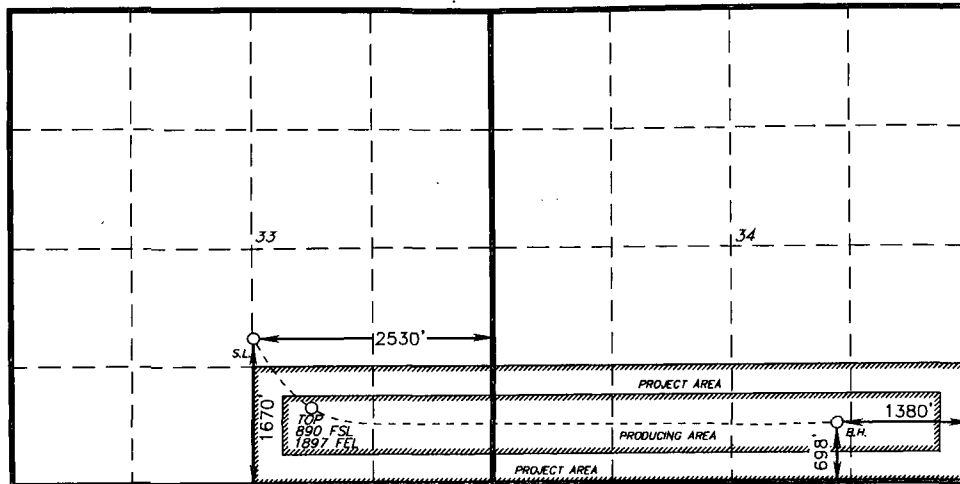 33
34
2530'
S.L.
PROJECT AREA
1670'
TOP
890 FSL
1897 FEL
1380'
B.H.
PRODUCING AREA
698'
PROJECT AREA